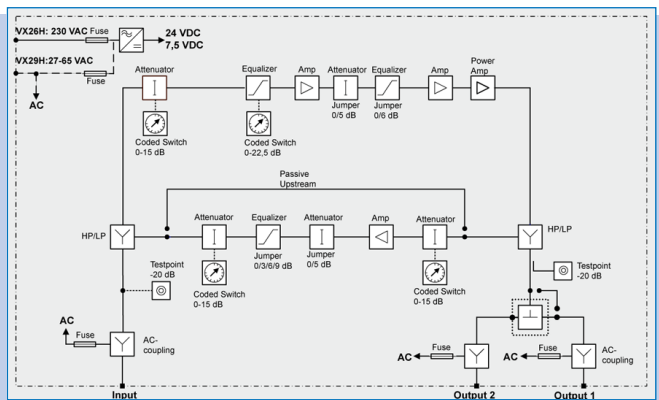 VX26H: 230 VAC Fuse
24 VDC
7,5 VDC
VX29H:27-65 VAC
Fuse
AC
Attenuator
Equalizer
Amp
Attenuator
Equalizer
Amp
Power
Amp
Jumper
0/5 dB
Jumper
0/6 dB
Coded Switch
0-15 dB
Coded Switch
0-22,5 dB
Passive
Upstream
HP/LP
Attenuator
Equalizer
Attenuator
Amp
Attenuator
HP/LP
Jumper
0/3/6/9 dB
Jumper
0/5 dB
Coded Switch
0-15 dB
Coded Switch
0-15 dB
Testpoint
-20 dB
Testpoint
-20 dB
AC
Fuse
AC-
coupling
AC
Fuse
AC
Fuse
AC-
coupling
Input
Output 2
Output 1